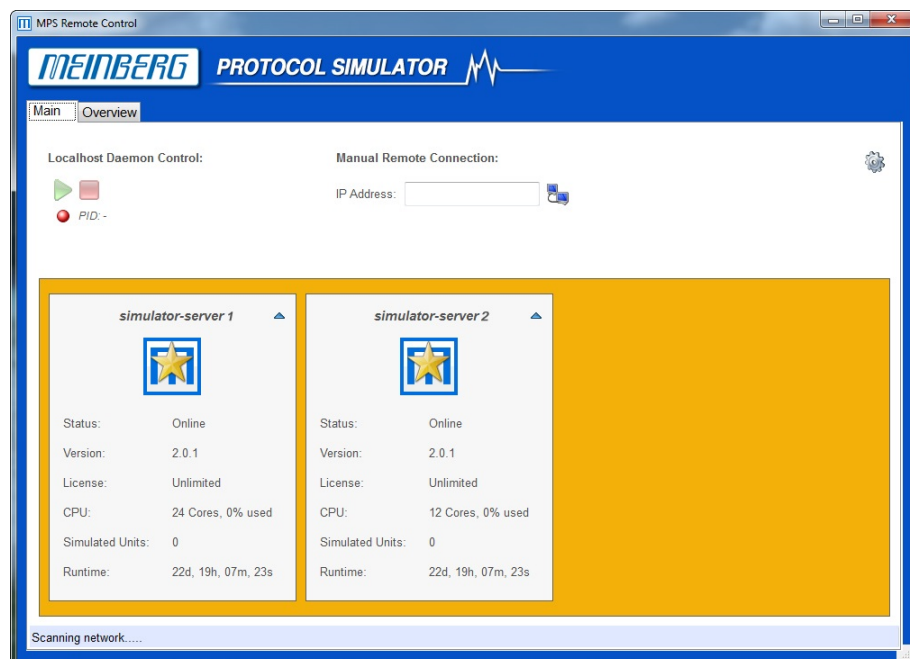 MPS Remote Control
MEINBERG PROTOCOL SIMULATOR
Main Overview
Localhost Daemon Control: Manual Remote Connection:
IP Address:
PID: -
simulator-server 1 simulator-server 2
Status: Online Status: Online
Version: 2.0.1 Version: 2.0.1
License: Unlimited License: Unlimited
CPU: 24 Cores, 0% used CPU: 12 Cores, 0% used
Simulated Units: 0 Simulated Units: 0
Runtime: 22d, 19h, 07m, 23s Runtime: 22d, 19h, 07m, 23s
Scanning network.....